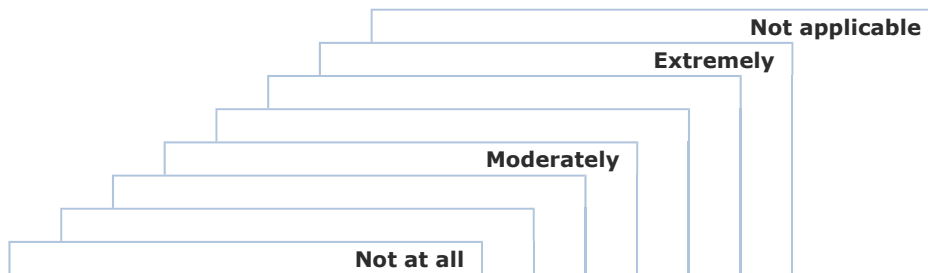 Not applicable
Extremely
Moderately
Not at all